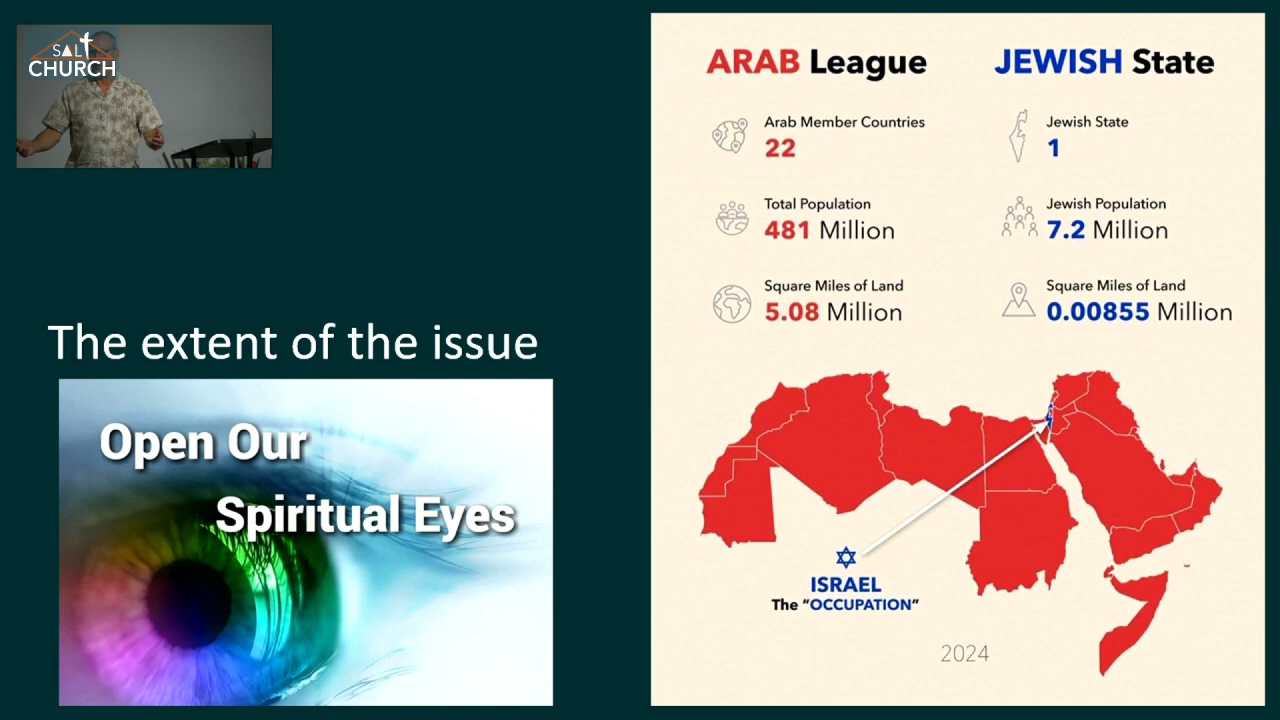 SALT
CHURCH
The extent of the issue
Open Our
Spiritual Eyes
ARAB League
Arab Member Countries
22
Total Population
481 Million
Square Miles of Land
5.08 Million
JEWISH State
Jewish State
1
Jewish Population
7.2 Million
Square Miles of Land
0.00855 Million
ISRAEL
The “OCCUPATION”
2024